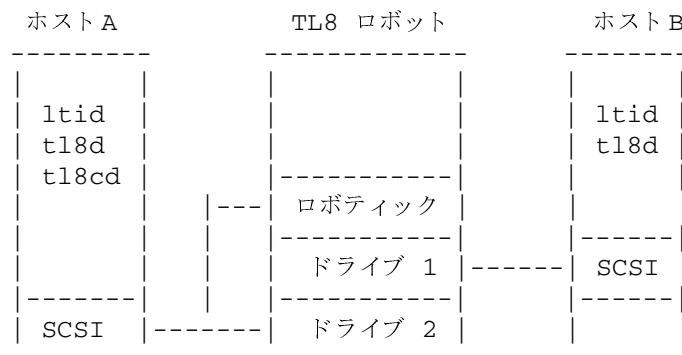 ホストA TL8 ロボット ホストB
ltid ltid
tl8d tl8d
tl8cd
ロボティック
ドライブ 1 SCSI
SCSI ドライブ 2